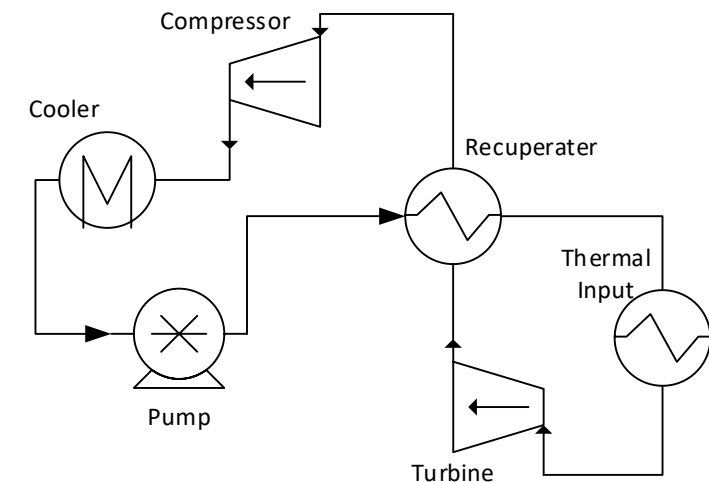 Compressor
Cooler
Recuperater
Thermal
Input
Pump
Turbine